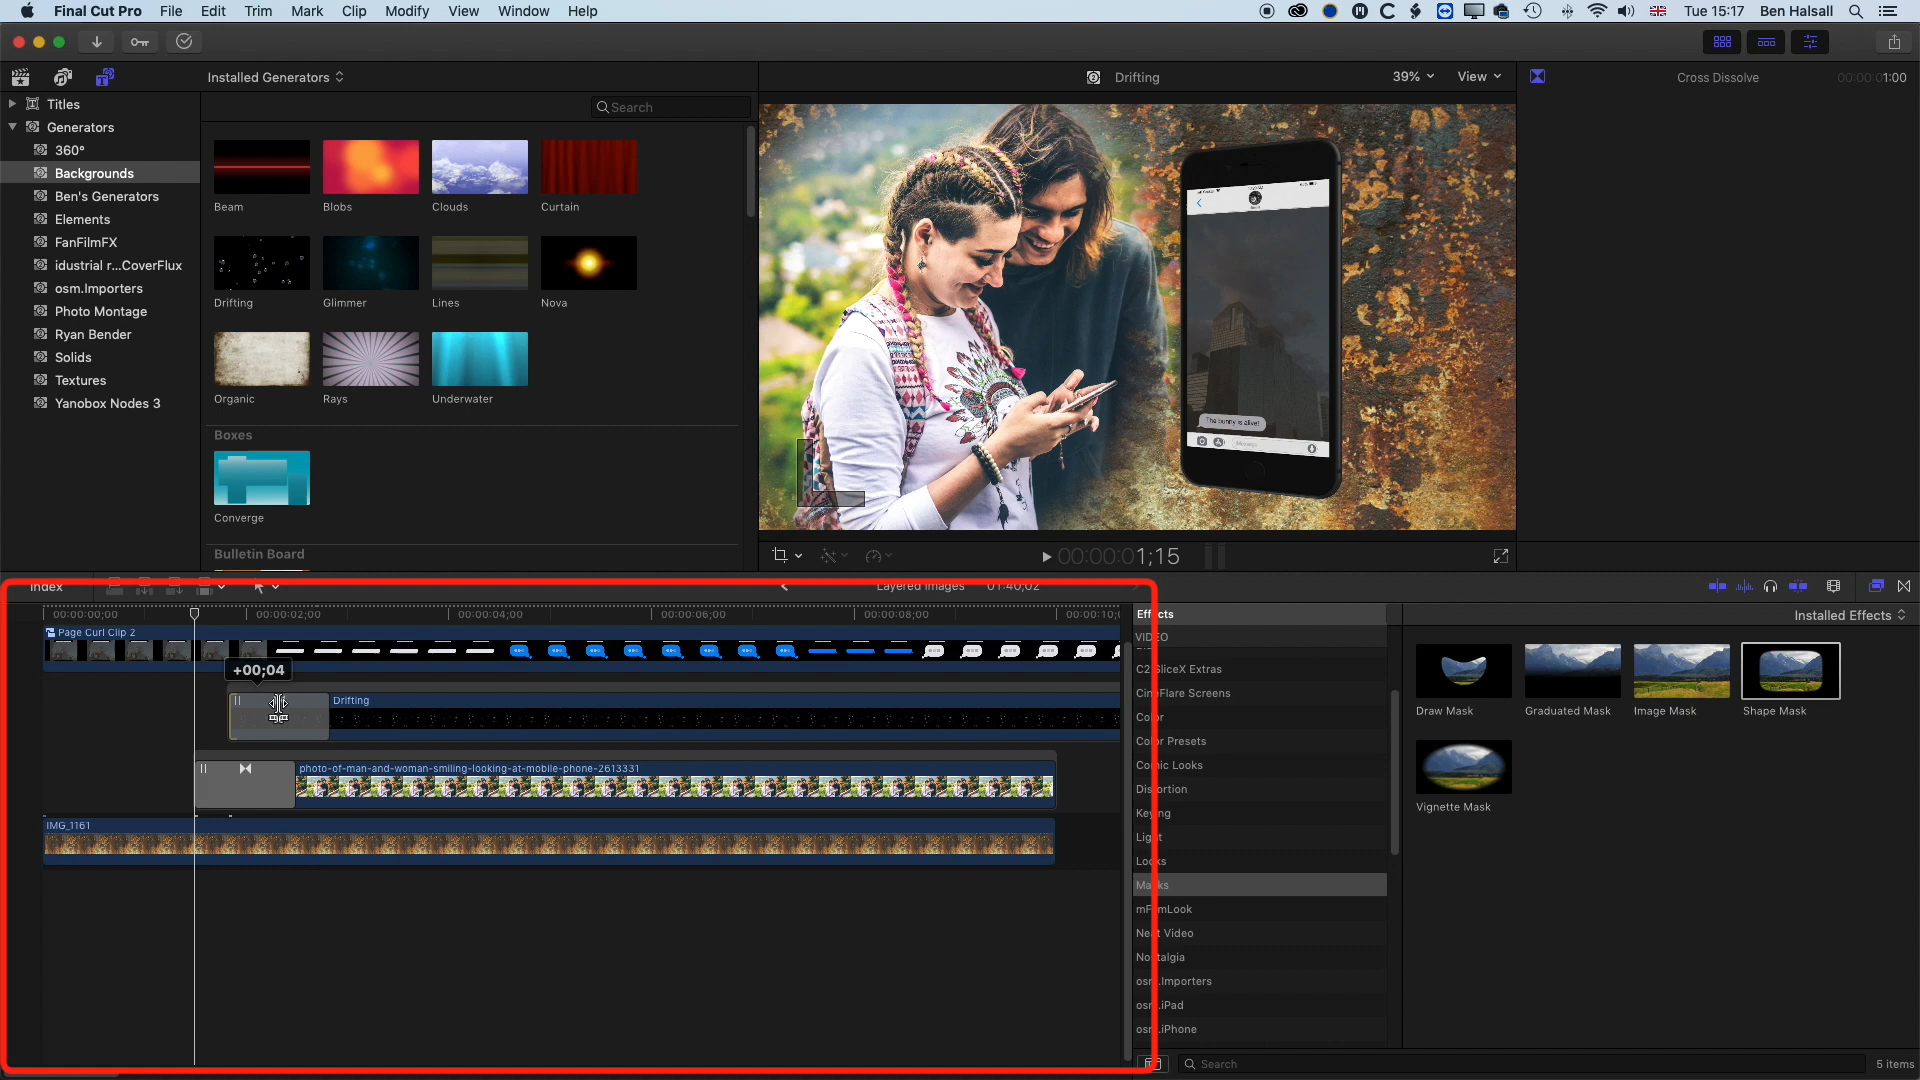 Final Cut Pro File Edit Trim Mark Clip Modify View Window Help
Tue 15:17 Ben Halsall
Installed Generators
Drifting
39% View
Cross Dissolve
00:00:01:00
Titles
Generators
360°
Backgrounds
Ben's Generators
Elements
FanFilmFX
idustrial r...CoverFlux
osm.Importers
Photo Montage
Ryan Bender
Solids
Textures
Yanobox Nodes 3
Search
Beam Blobs Clouds Curtain
Drifting Glimmer Lines Nova
Organic Rays Underwater
Boxes
Converge
Bulletin Board
The bunny is alive!
iMessage
00:00:01;15
Index
Layered Images 01:40;02
00:00:00;00 00:00:02;00 00:00:04;00 00:00:06;00 00:00:08;00 00:00:10;
Page Curl Clip 2
+00;04
Drifting
photo-of-man-and-woman-smiling-looking-at-mobile-phone-2613331
IMG_1161
Effects
VIDEO
CineFlare Screens
Color
Color Presets
Comic Looks
Distortion
Keying
Light
Looks
Masks
mFilmLook
Neat Video
Nostalgia
osm.Importers
osm.iPad
osm.iPhone
Installed Effects
Draw Mask Graduated Mask Image Mask Shape Mask
Vignette Mask
Search
5 items